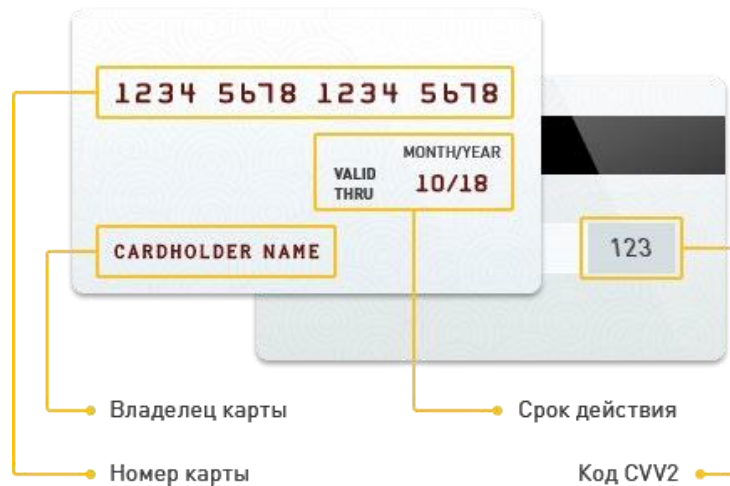 1234 5678 1234 5678
MONTH/YEAR
VALID THRU 10/18
CARDHOLDER NAME
123
Владелец карты
Срок действия
Номер карты
Код CVV2